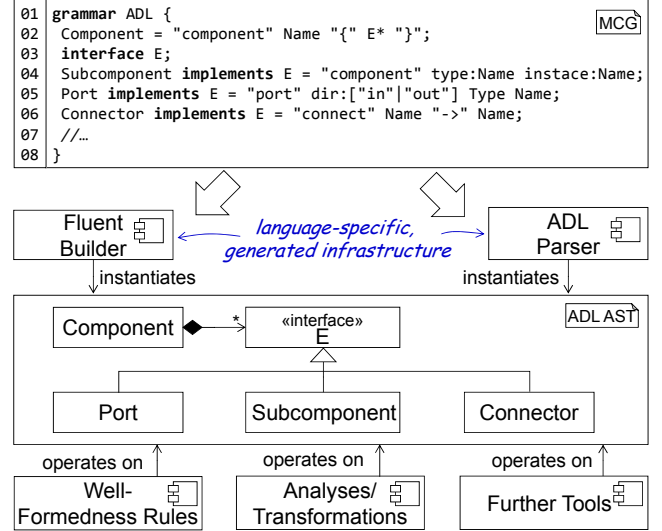 01 grammar ADL {
MCG
02 Component = "component" Name "{" E* "}";
03 interface E;
04 Subcomponent implements E = "component" type:Name instace:Name;
05 Port implements E = "port" dir:["in"|"out"] Type Name;
06 Connector implements E = "connect" Name "->" Name;
07 //…
08 }
Fluent
Builder
language-specific,
generated infrastructure
ADL
Parser
instantiates
instantiates
ADL AST
Component
*
«interface»
E
Port
Subcomponent
Connector
operates on
operates on
operates on
Well-
Formedness Rules
Analyses/
Transformations
Further Tools